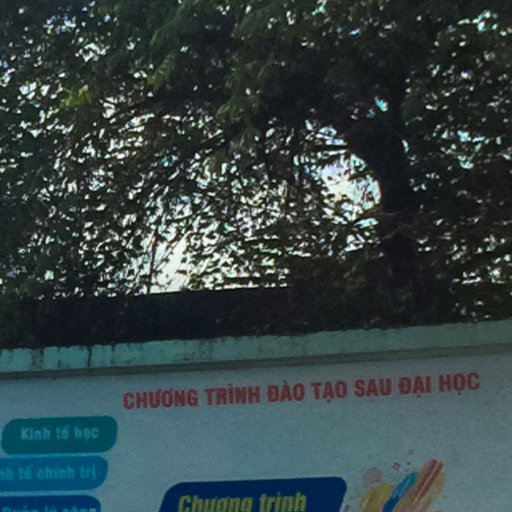 CHƯƠNG TRÌNH ĐÀO TẠO SAU ĐẠI HỌC
Kinh tế học
tế chính trị
Chương trình